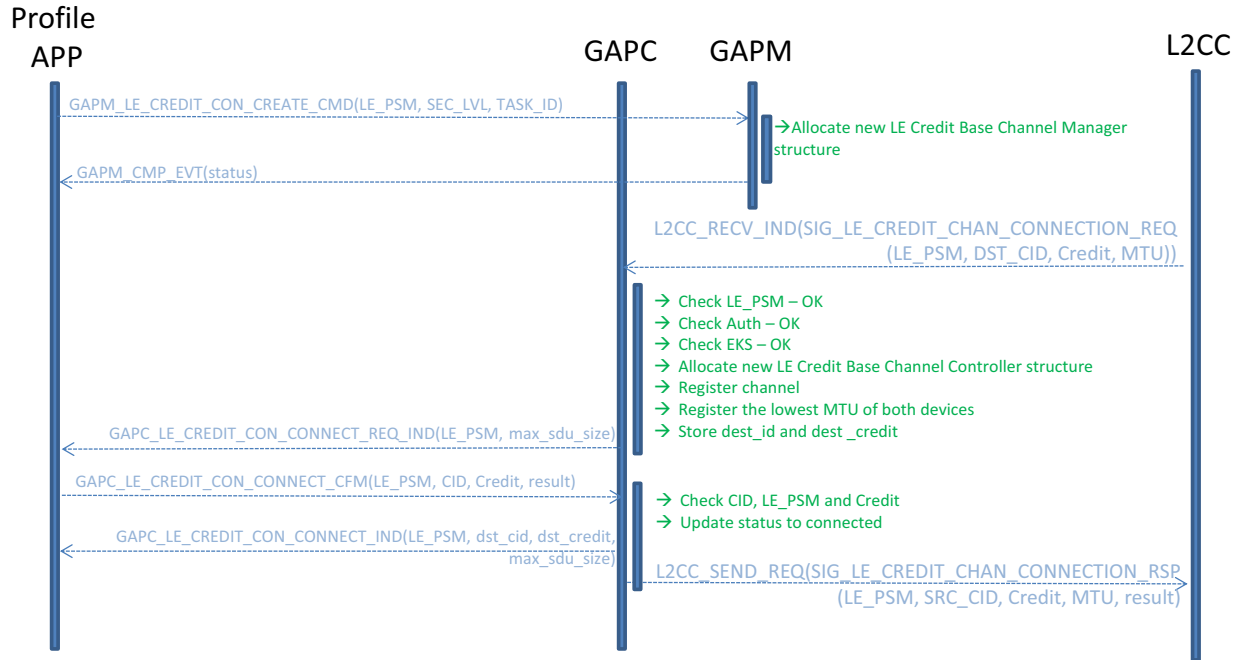 Profile
APP
GAPC
GAPM
L2CC
GAPM_LE_CREDIT_CON_CREATE_CMD(LE_PSM, SEC_LVL, TASK_ID)
→Allocate new LE Credit Base Channel Manager
structure
GAPM_CMP_EVT(status)
L2CC_RECV_IND(SIG_LE_CREDIT_CHAN_CONNECTION_REQ
(LE_PSM, DST_CID, Credit, MTU))
→ Check LE_PSM – OK
→ Check Auth – OK
→ Check EKS – OK
→ Allocate new LE Credit Base Channel Controller structure
→ Register channel
→ Register the lowest MTU of both devices
→ Store dest_id and dest _credit
GAPC_LE_CREDIT_CON_CONNECT_REQ_IND(LE_PSM, max_sdu_size)
GAPC_LE_CREDIT_CON_CONNECT_CFM(LE_PSM, CID, Credit, result)
→ Check CID, LE_PSM and Credit
→ Update status to connected
GAPC_LE_CREDIT_CON_CONNECT_IND(LE_PSM, dst_cid, dst_credit,
max_sdu_size)
L2CC_SEND_REQ(SIG_LE_CREDIT_CHAN_CONNECTION_RSP
(LE_PSM, SRC_CID, Credit, MTU, result)